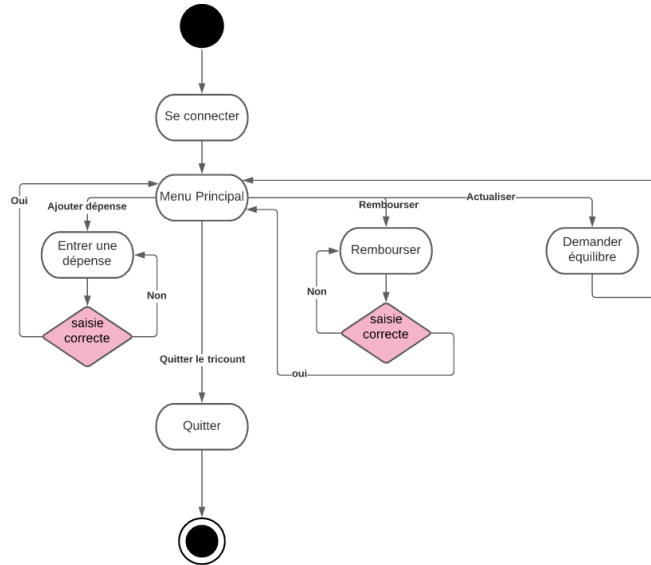 Se connecter
Menu Principal
Oui
Ajouter dépense
Rembourser
Actualiser
Entrer une
dépense
Rembourser
Demander
équilibre
Non
Non
saisie
correcte
saisie
correcte
Quitter le tricount
oui
Quitter